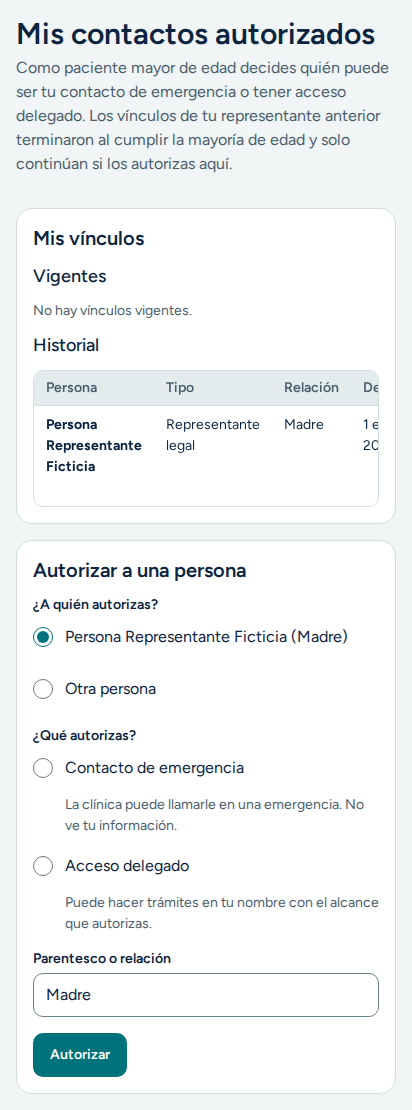 Mis contactos autorizados
Como paciente mayor de edad decides quién puede
ser tu contacto de emergencia o tener acceso
delegado. Los vínculos de tu representante anterior
terminaron al cumplir la mayoría de edad y solo
continúan si los autorizas aquí.
Mis vínculos
Vigentes
No hay vínculos vigentes.
Historial
Persona Tipo Relación
Persona Representante Madre 1
Representante legal
Ficticia
Autorizar a una persona
¿A quién autorizas?
Persona Representante Ficticia (Madre)
Otra persona
¿Qué autorizas?
Contacto de emergencia
La clínica puede llamarle en una emergencia. No
ve tu información.
Acceso delegado
Puede hacer trámites en tu nombre con el alcance
que autorizas.
Parentesco o relación
Madre
Autorizar